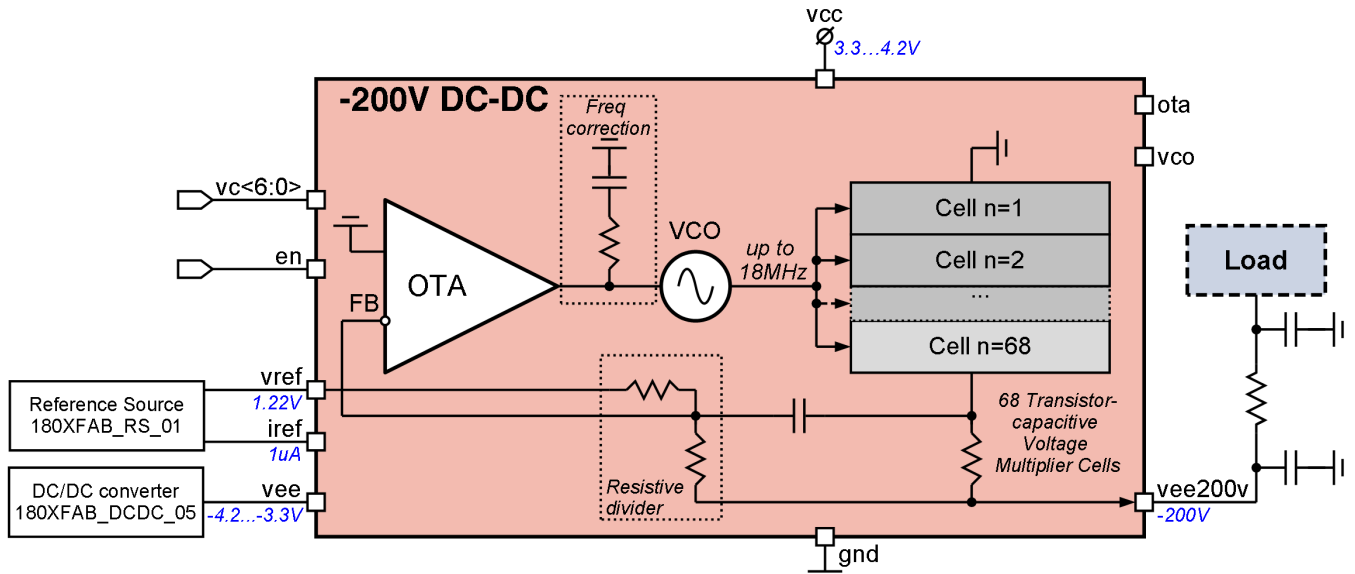 vcc
3.3...4.2V
-200V DC-DC
Freq
correction
ota
vco
vc<6:0>
en
OTA
FB
VCO
up to
18MHz
Cell n=1
Cell n=2
...
Cell n=68
Load
Reference Source
180XFAB_RS_01
vref
1.22V
iref
1uA
DC/DC converter
180XFAB_DCDC_05
vee
-4.2...-3.3V
Resistive
divider
68 Transistor-
capacitive
Voltage
Multiplier Cells
vee200v
-200V
gnd